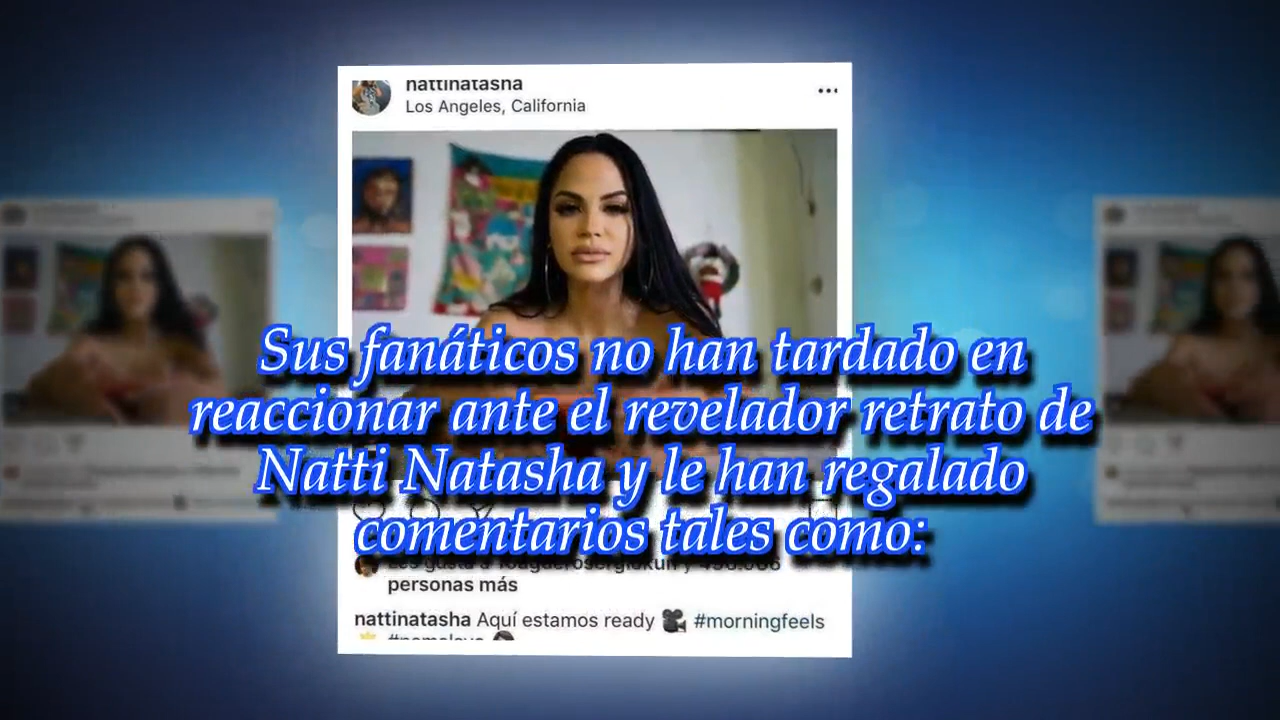 nattinatasha
Los Angeles, California
Sus fanáticos no han tardado en
reaccionar ante el revelador retrato de
Natti Natasha y le han regalado
comentarios tales como:
personas más
nattinatasha Aquí estamos ready 🎥 #morningfeels